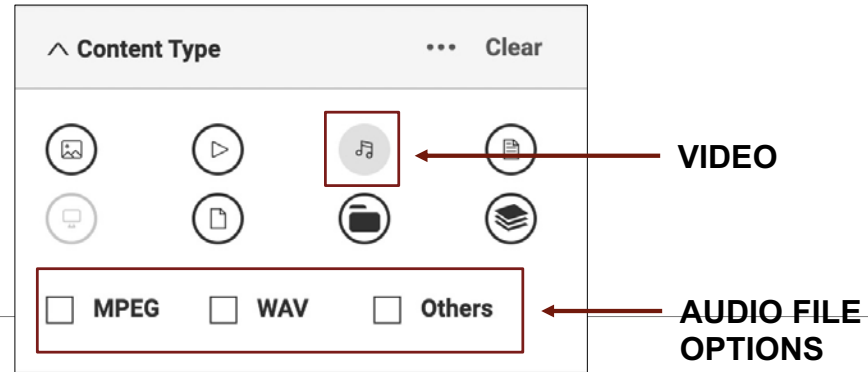 Content Type ••• Clear
VIDEO
MPEG WAV Others
AUDIO FILE
OPTIONS